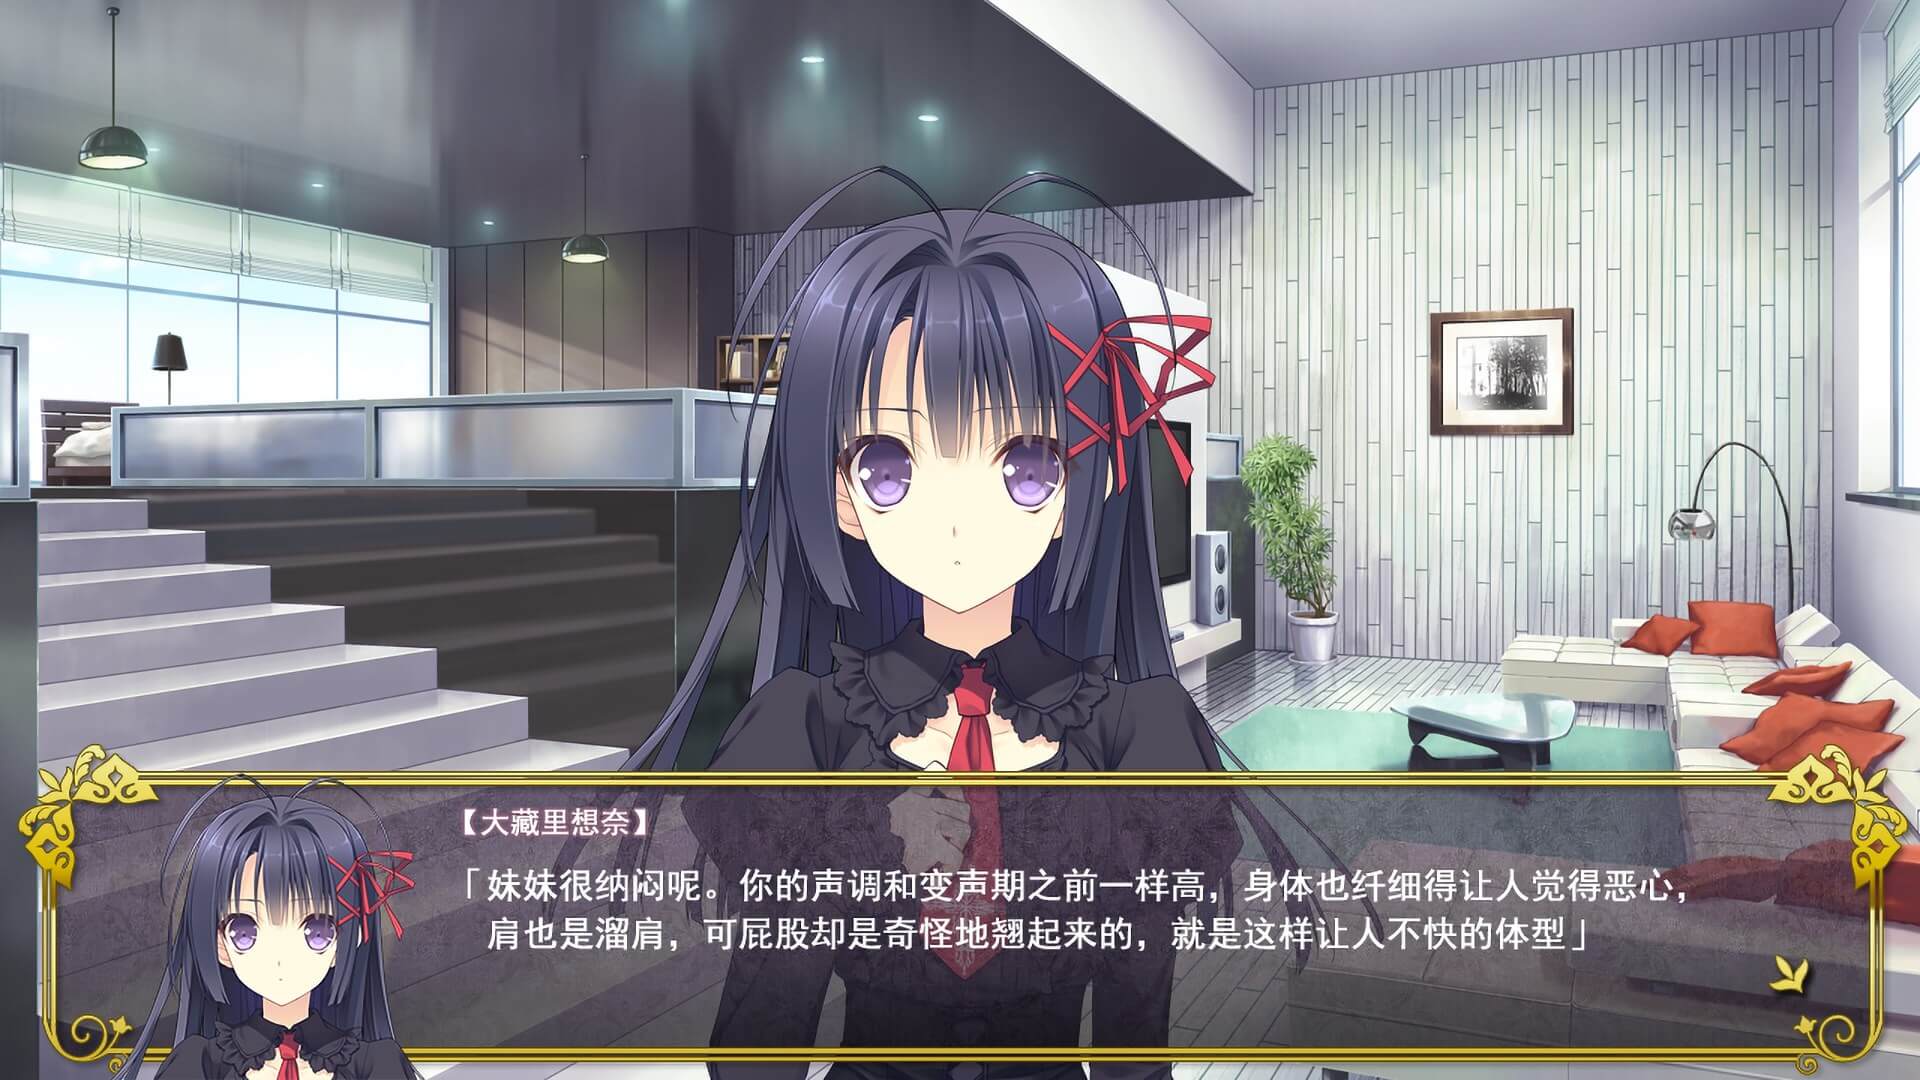 【大藏里想奈】
「妹妹很纳闷呢。你的声调和变声期之前一样高，身体也纤细得让人觉得恶心，
肩也是溜肩，可屁股却是奇怪地翘起来的，就是这样让人不快的体型」